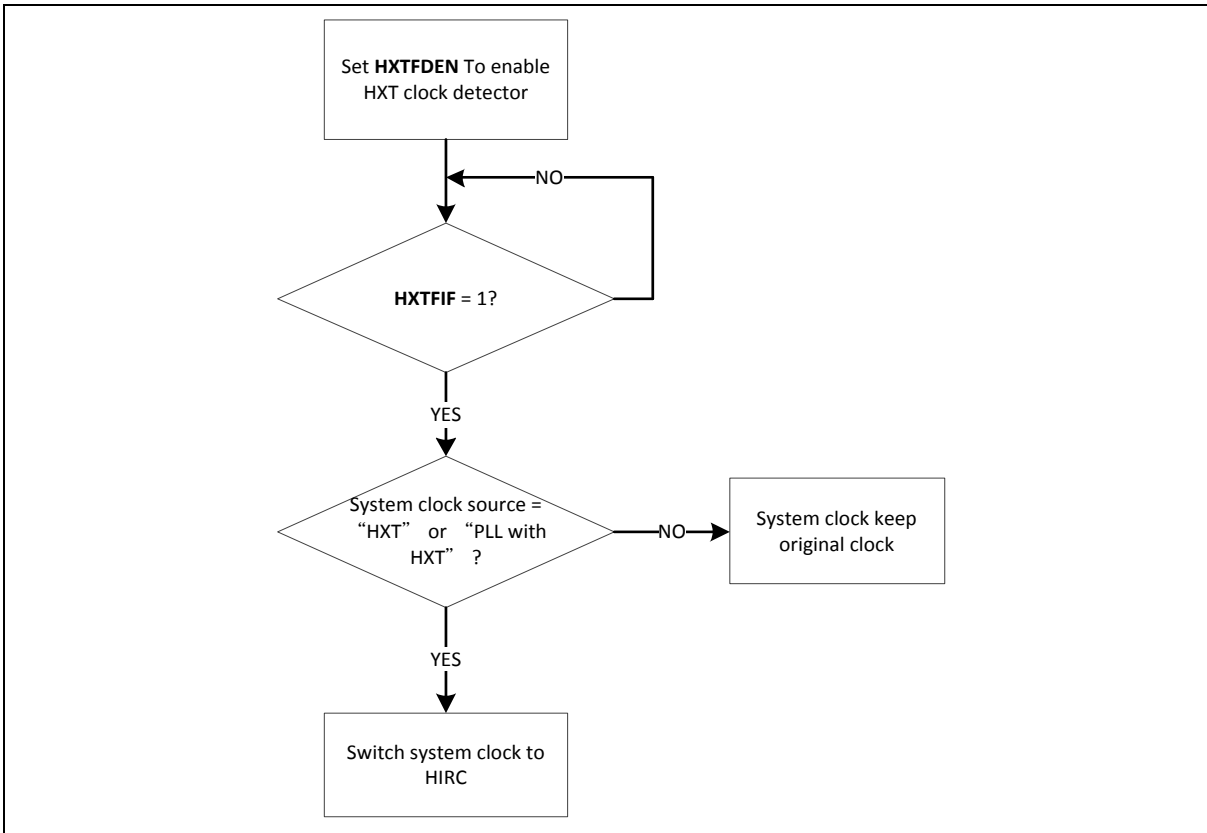 Set HXTFDEN To enable
HXT clock detector
NO
HXTFIF = 1?
YES
System clock source =
“HXT” or “PLL with
HXT” ?
NO
System clock keep
original clock
YES
Switch system clock to
HIRC